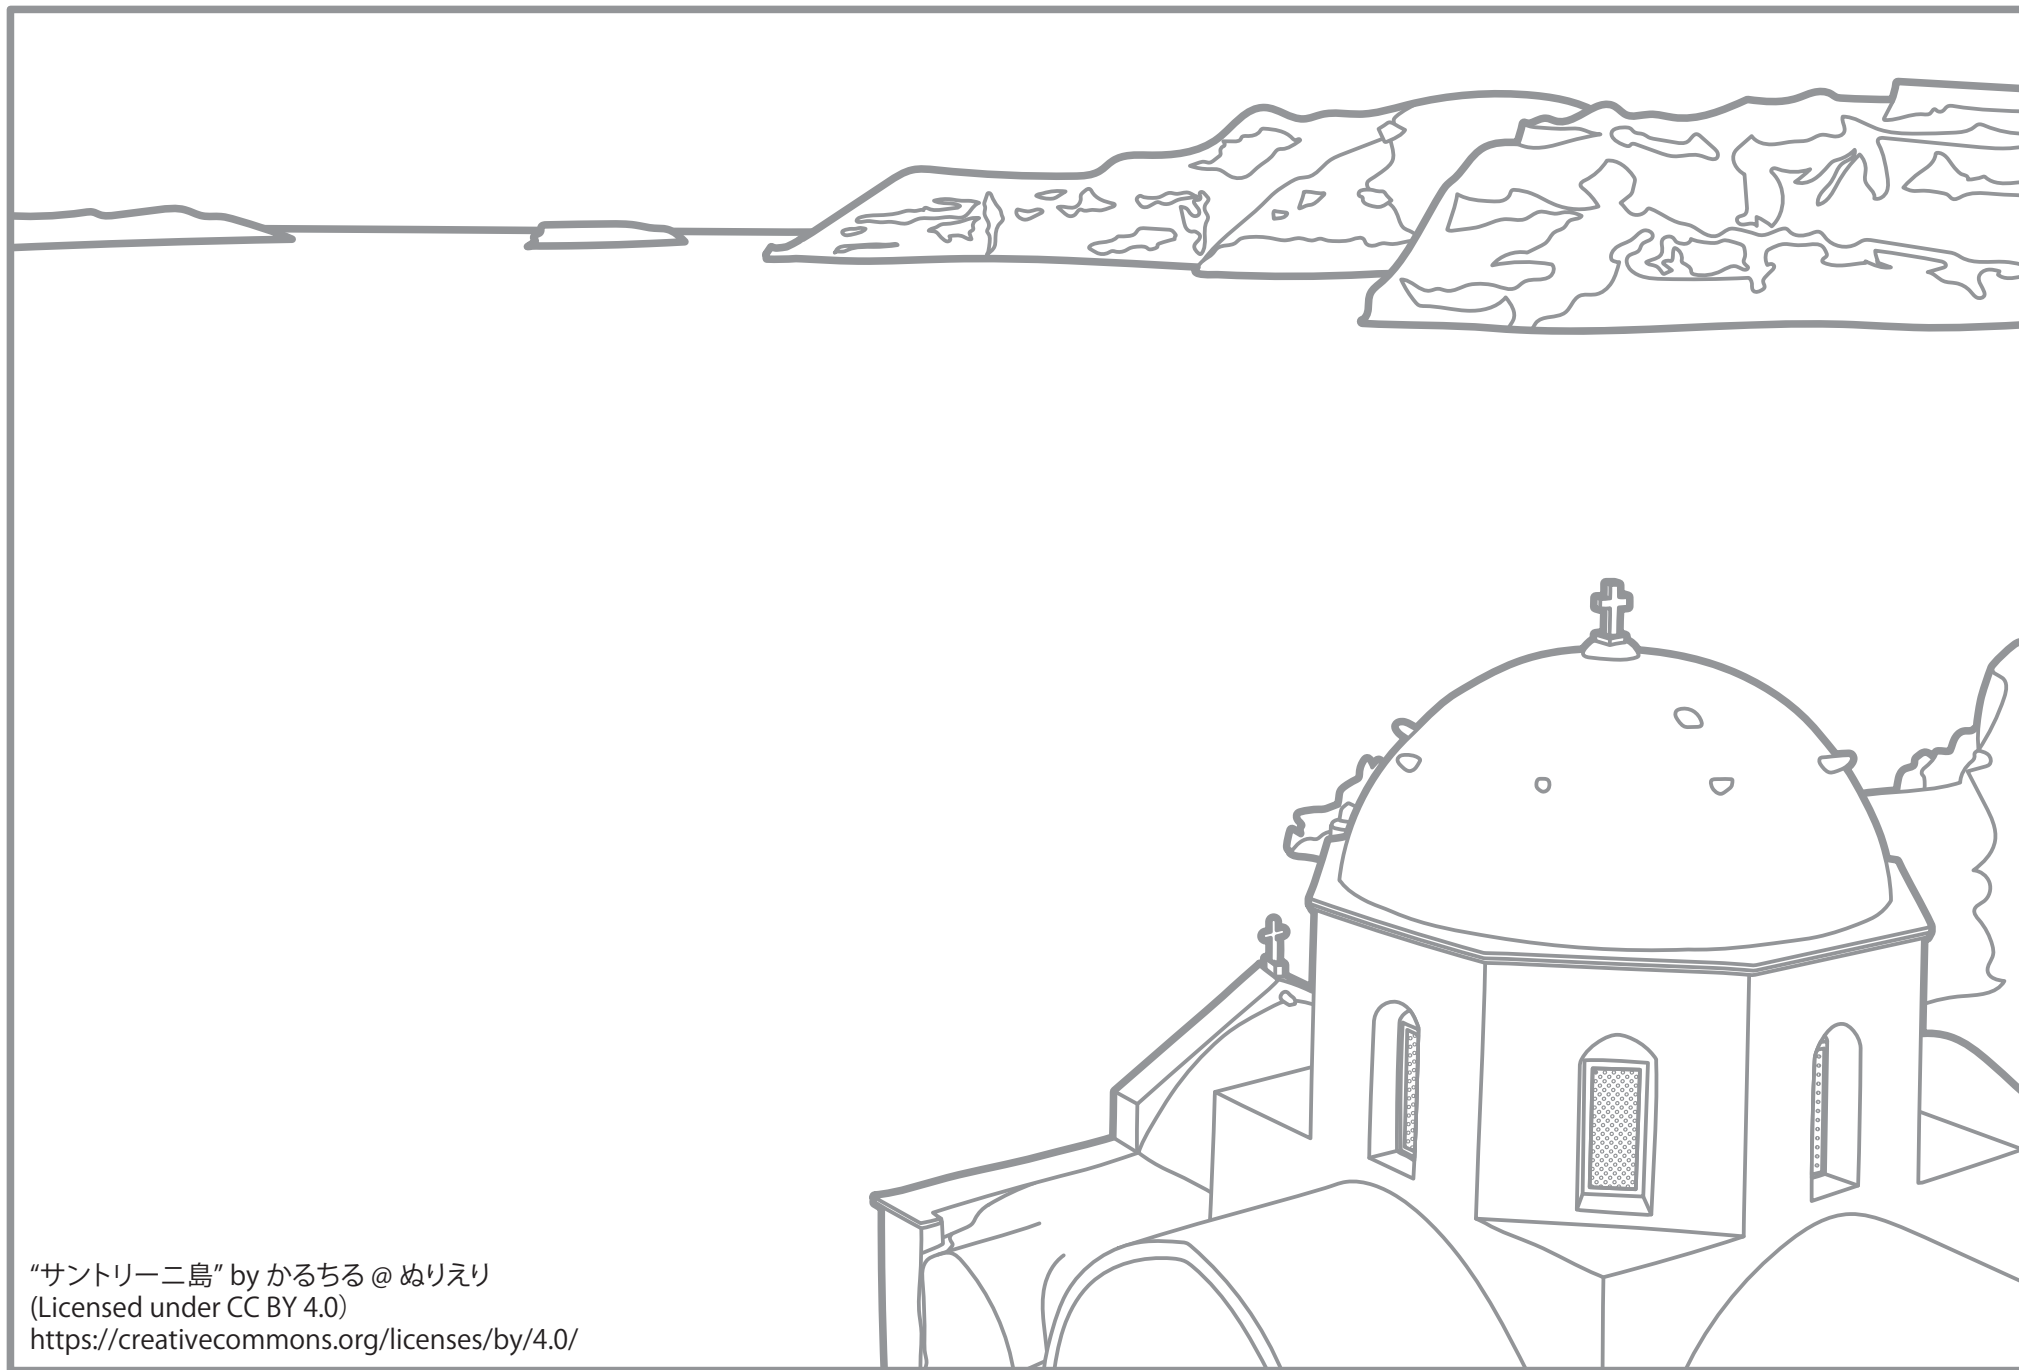 “サントリーニ島” by かるちる @ ぬりえり
(Licensed under CC BY 4.0）
https://creativecommons.org/licenses/by/4.0/